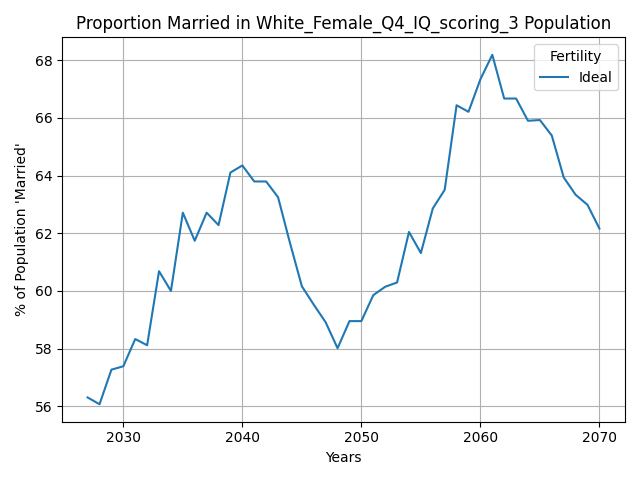 Proportion Married in White_Female_Q4_IQ_scoring_3 Population
Fertility
Ideal
% of Population 'Married'
68
66
64
62
60
58
56
2030
2040
2050
2060
2070
Years